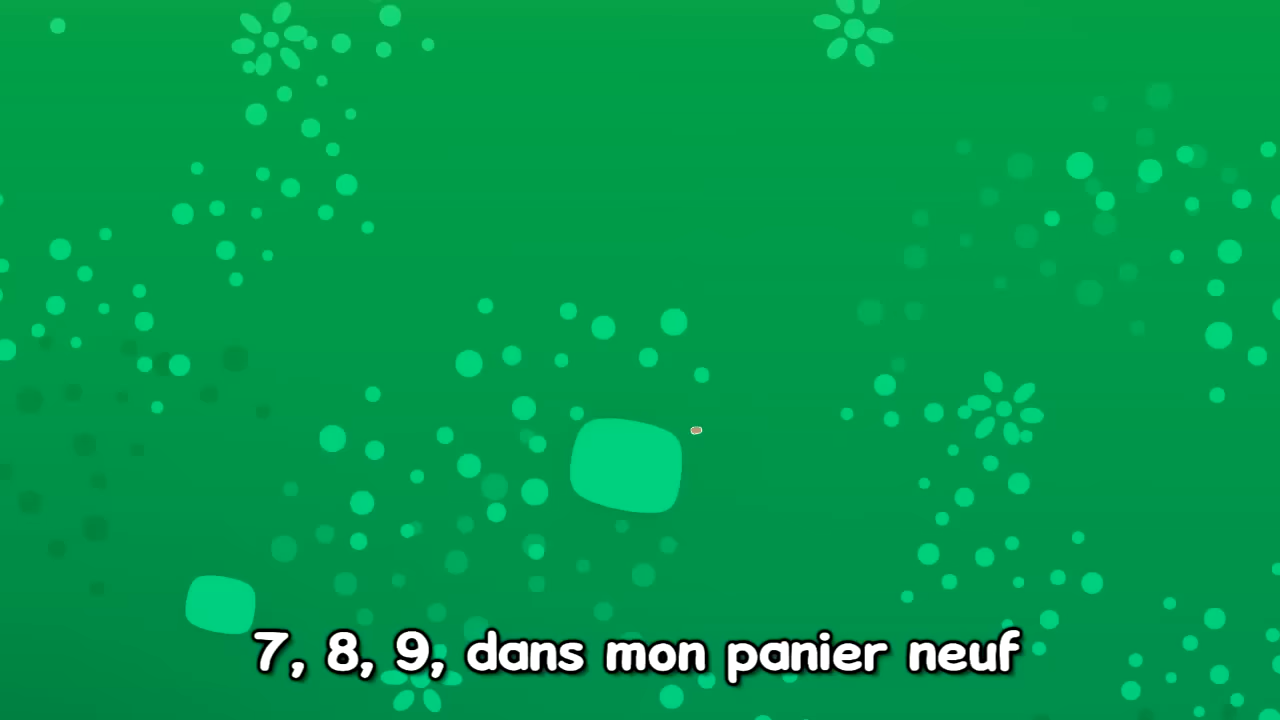 7, 8, 9, dans mon panier neuf